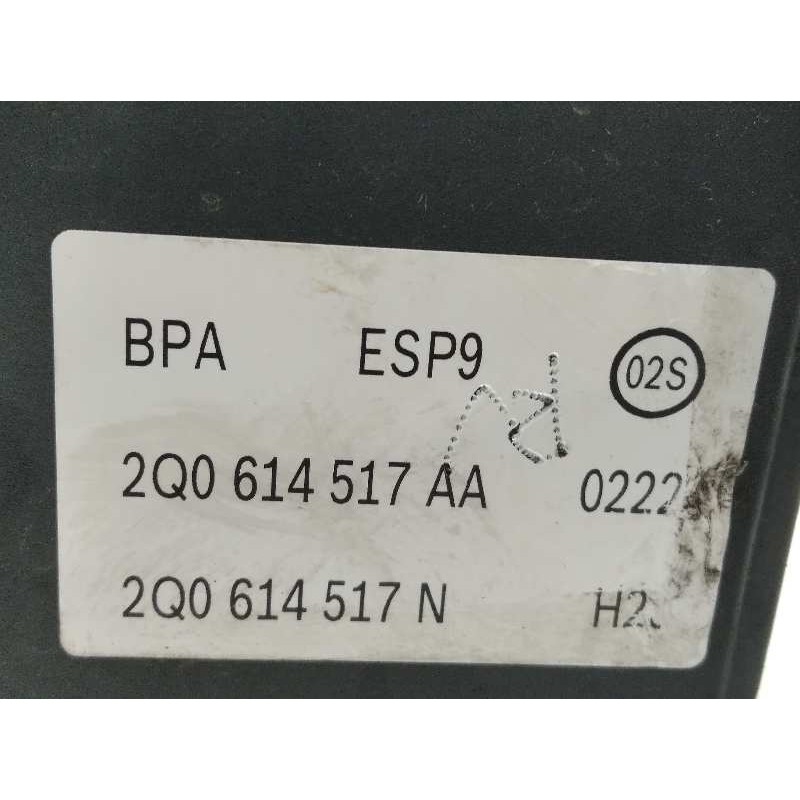 BPA ESP9 02S
2Q0 614 517 AA 0222
2Q0 614 517 N